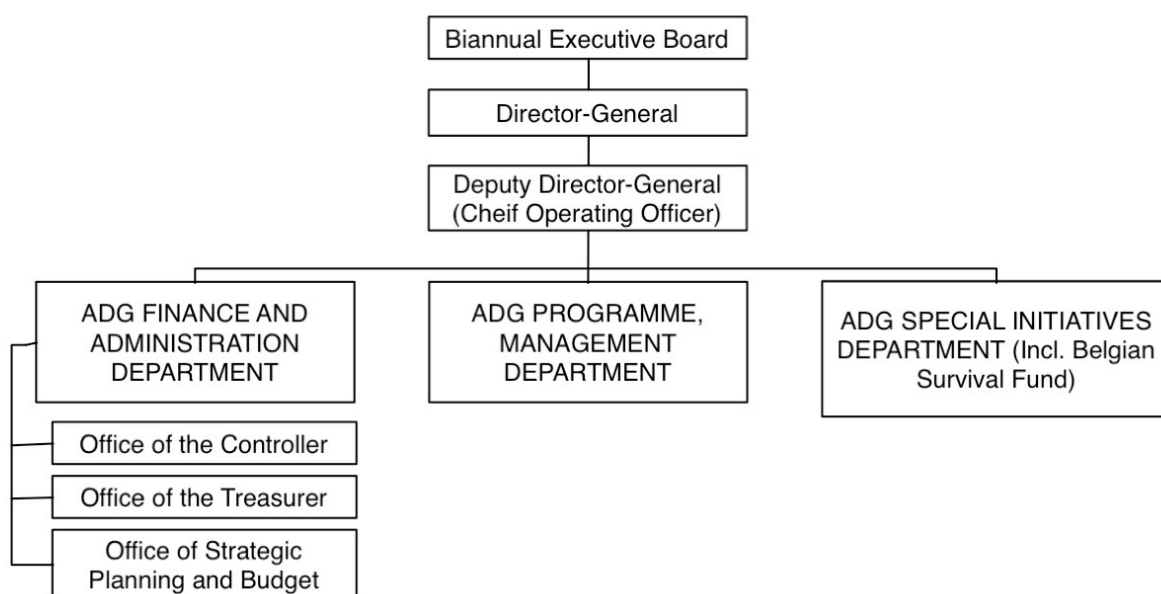 Biannual Executive Board
Director-General
Deputy Director-General
(Cheif Operating Officer)
ADG FINANCE AND
ADMINISTRATION
DEPARTMENT
ADG PROGRAMME,
MANAGEMENT
DEPARTMENT
ADG SPECIAL INITIATIVES
DEPARTMENT (Incl. Belgian
Survival Fund)
Office of the Controller
Office of the Treasurer
Office of Strategic
Planning and Budget